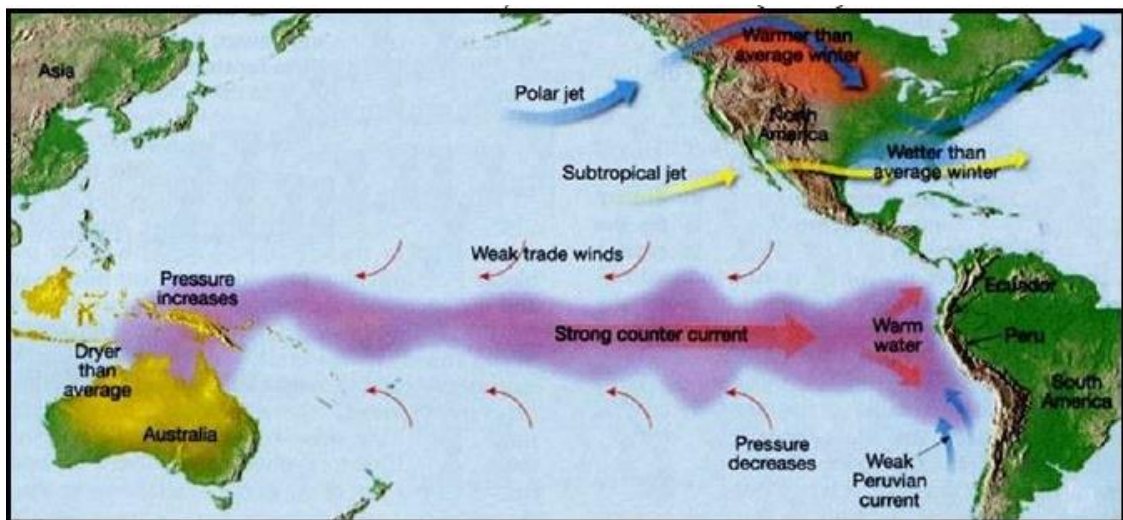 Asia
Warmer than
average winter
Polar jet
North
America
Subtropical jet
Wetter than
average winter
Weak trade winds
Pressure
increases
Ecuador
Strong counter current
Warm
water
Peru
Dryer
than
average
South
America
Australia
Pressure
decreases
Weak
Peruvian
current